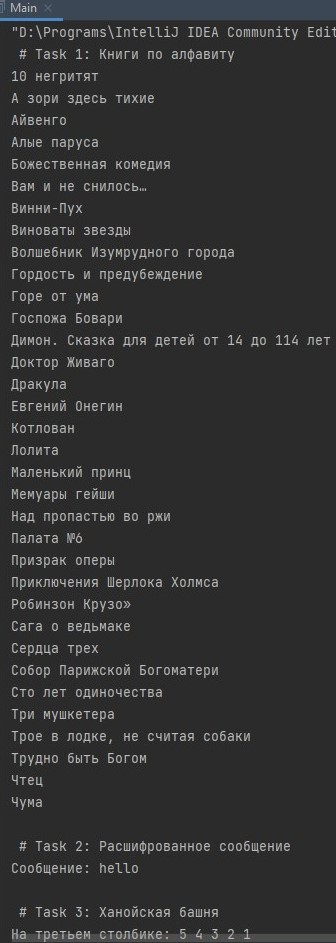 Main
"D:\Programs\IntelliJ IDEA Community Edit
# Task 1: Книги по алфавиту
10 негритят
А зори здесь тихие
Айвенго
Алые паруса
Божественная комедия
Вам и не снилось…
Винни-Пух
Виноваты звезды
Волшебник Изумрудного города
Гордость и предубеждение
Горе от ума
Госпожа Бовари
Димон. Сказка для детей от 14 до 114 лет
Доктор Живаго
Дракула
Евгений Онегин
Котлован
Лолита
Маленький принц
Мемуары гейши
Над пропастью во ржи
Палата №6
Призрак оперы
Приключения Шерлока Холмса
Робинзон Крузо»
Сага о ведьмаке
Сердца трех
Собор Парижской Богоматери
Сто лет одиночества
Три мушкетера
Трое в лодке, не считая собаки
Трудно быть Богом
Чтец
Чума
# Task 2: Расшифрованное сообщение
Сообщение: hello
# Task 3: Ханойская башня
На третьем столбике: 5 4 3 2 1